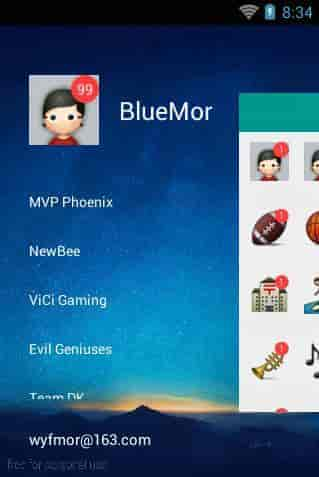 8:34
99
BlueMor
1
MVP Phoenix
NewBee
1
ViCi Gaming
1
Evil Geniuses
1
Team DK
wyfmor@163.com
free for personal use